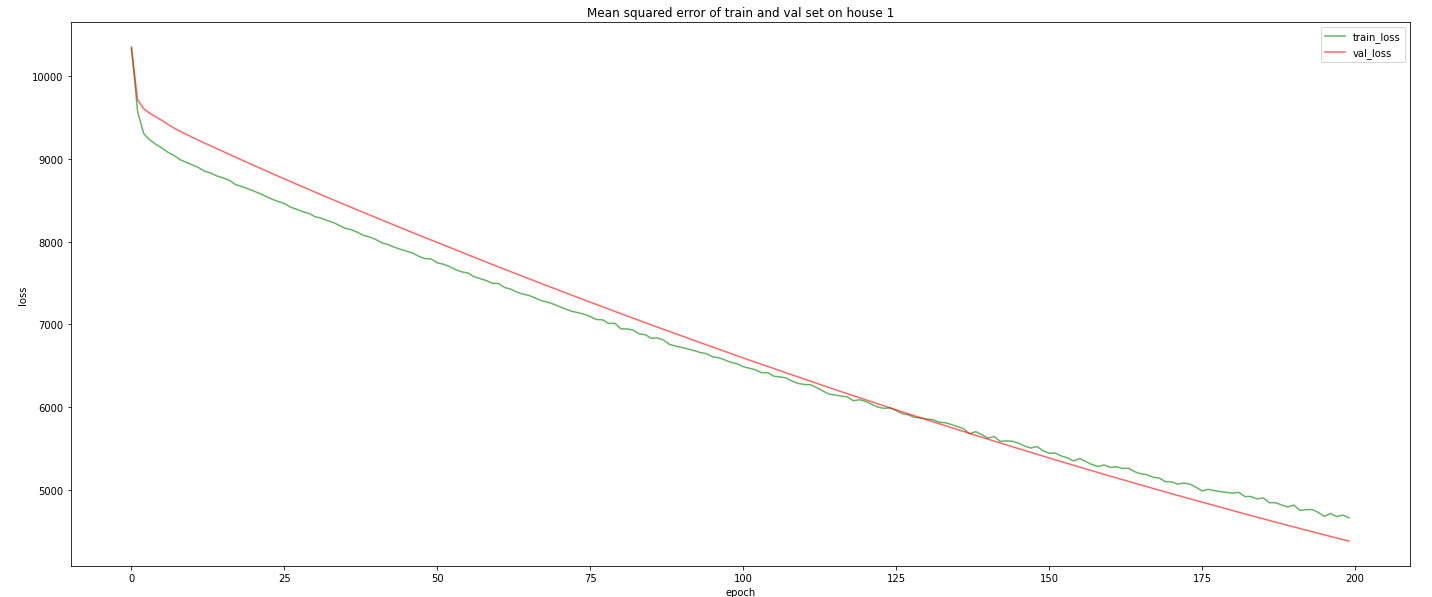 Mean squared error of train and val set on house 1
train_loss
val_loss
loss
10000
9000
8000
7000
6000
5000
0 25 50 75 100 125 150 175 200
epoch